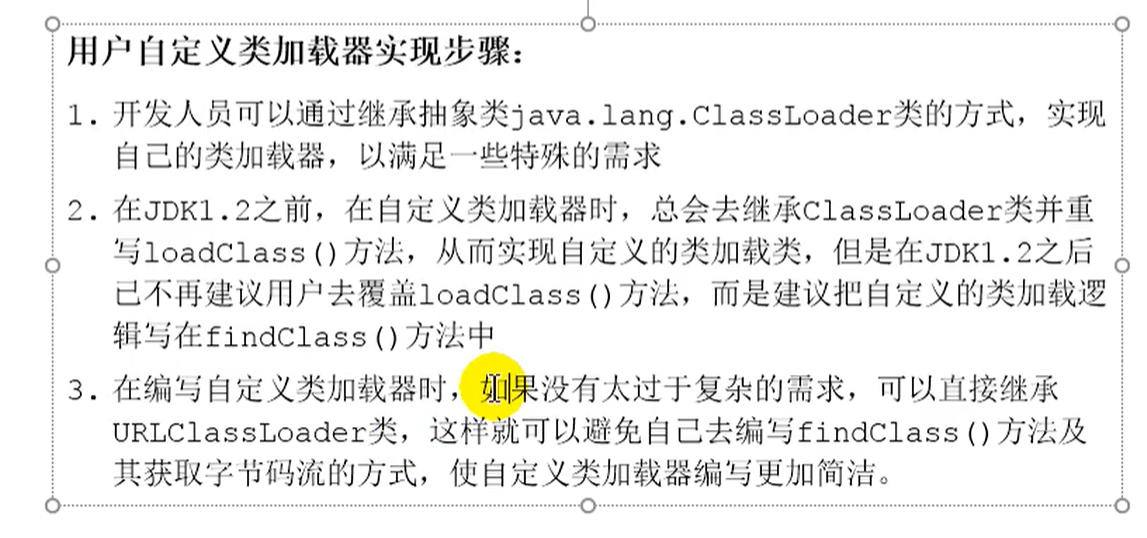 用户自定义类加载器实现步骤：
1. 开发人员可以通过继承抽象类java.lang.ClassLoader类的方式，实现
自己的类加载器，以满足一些特殊的需求
2. 在JDK1.2之前，在自定义类加载器时，总会去继承ClassLoader类并重
写loadClass()方法，从而实现自定义的类加载类，但是在JDK1.2之后
已不再建议用户去覆盖loadClass()方法，而是建议把自定义的类加载逻
辑写在findClass()方法中
3. 在编写自定义类加载器时，如果没有太过于复杂的需求，可以直接继承
URLClassLoader类，这样就可以避免自己去编写findClass()方法及
其获取字节码流的方式，使自定义类加载器编写更加简洁。